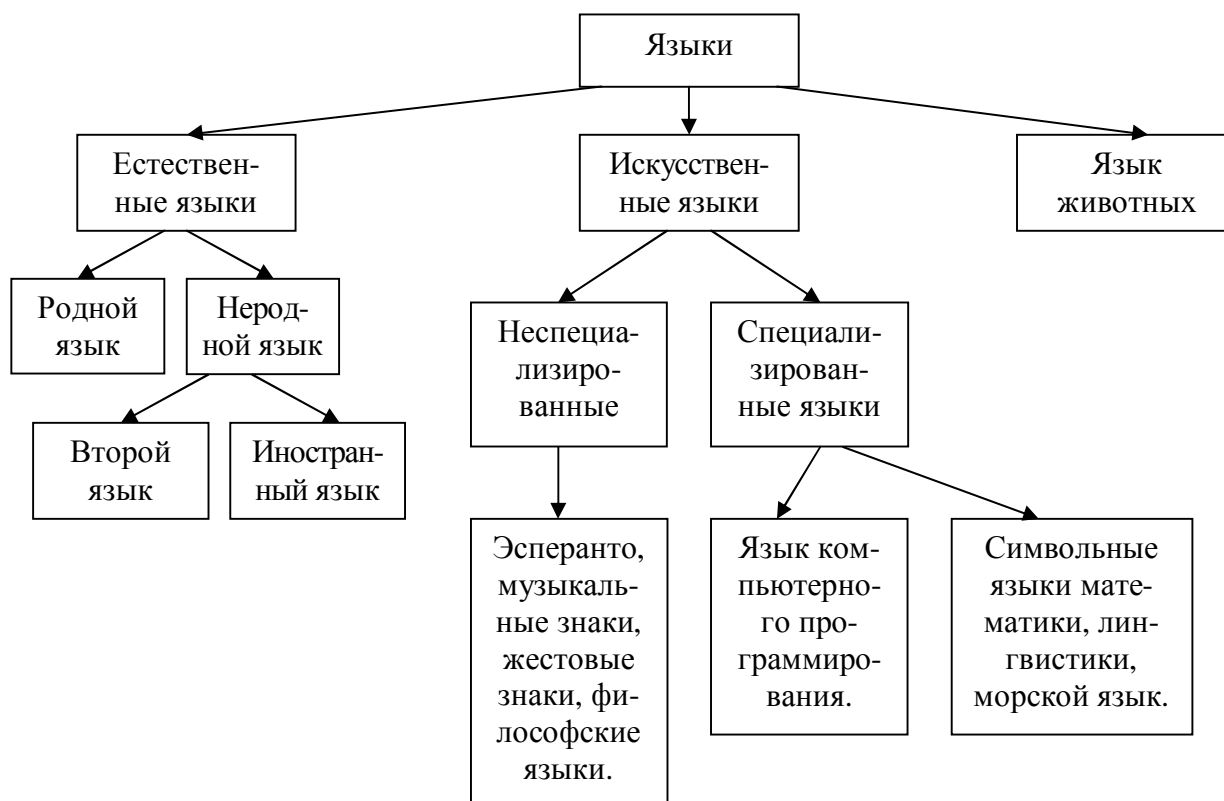 Языки
Естествен-
ные языки
Искусствен-
ные языки
Язык
животных
Родной
язык
Нерод-
ной язык
Неспециа-
лизиро-
ванные
Специали-
зирован-
ные языки
Второй
язык
Иностран-
ный язык
Эсперанто,
музыкаль-
ные знаки,
жестовые
знаки, фи-
лософские
языки.
Язык ком-
пьютерно-
го про-
граммиро-
вания.
Символьные
языки мате-
матики, лин-
гвистики,
морской язык.